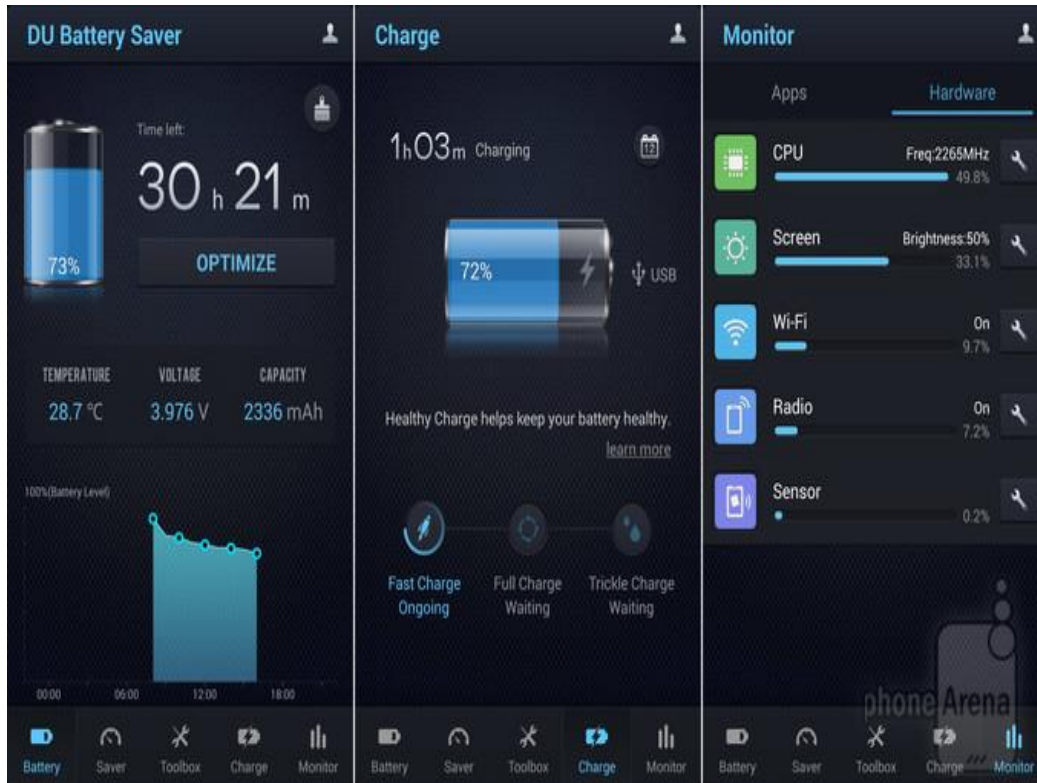 DU Battery Saver
Time left:
30 h 21 m
73%
OPTIMIZE
TEMPERATURE VOLTAGE CAPACITY
28.7 °C 3.976 V 2336 mAh
100%(Battery Level)
00:00 06:00 12:00 18:00
Battery Saver Toolbox Charge Monitor
Charge
1h03m Charging
12
72%
USB
Healthy Charge helps keep your battery healthy.
learn more
Fast Charge Full Charge Trickle Charge
Ongoing Waiting Waiting
Battery Saver Toolbox Charge Monitor
Monitor
Apps Hardware
CPU Freq:2265MHz
49.8%
Screen Brightness:50%
33.1%
Wi-Fi On
9.7%
Radio On
7.2%
Sensor
0.2%
phoneArena
Battery Saver Toolbox Charge Monitor